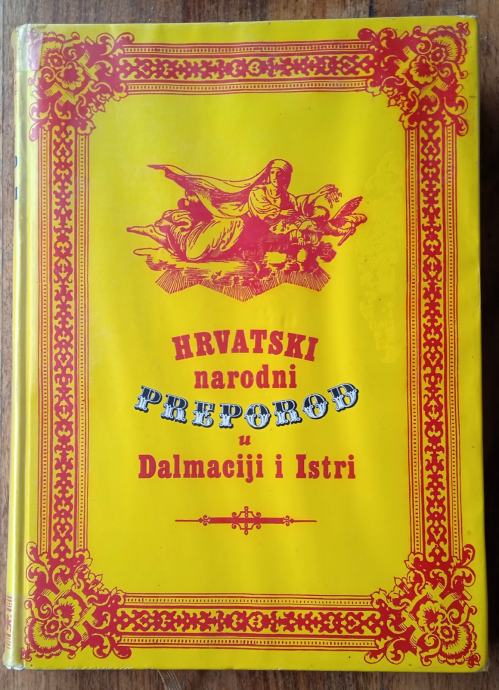 HRVATSKI
narodni
PREPOROD
u
Dalmaciji i Istri